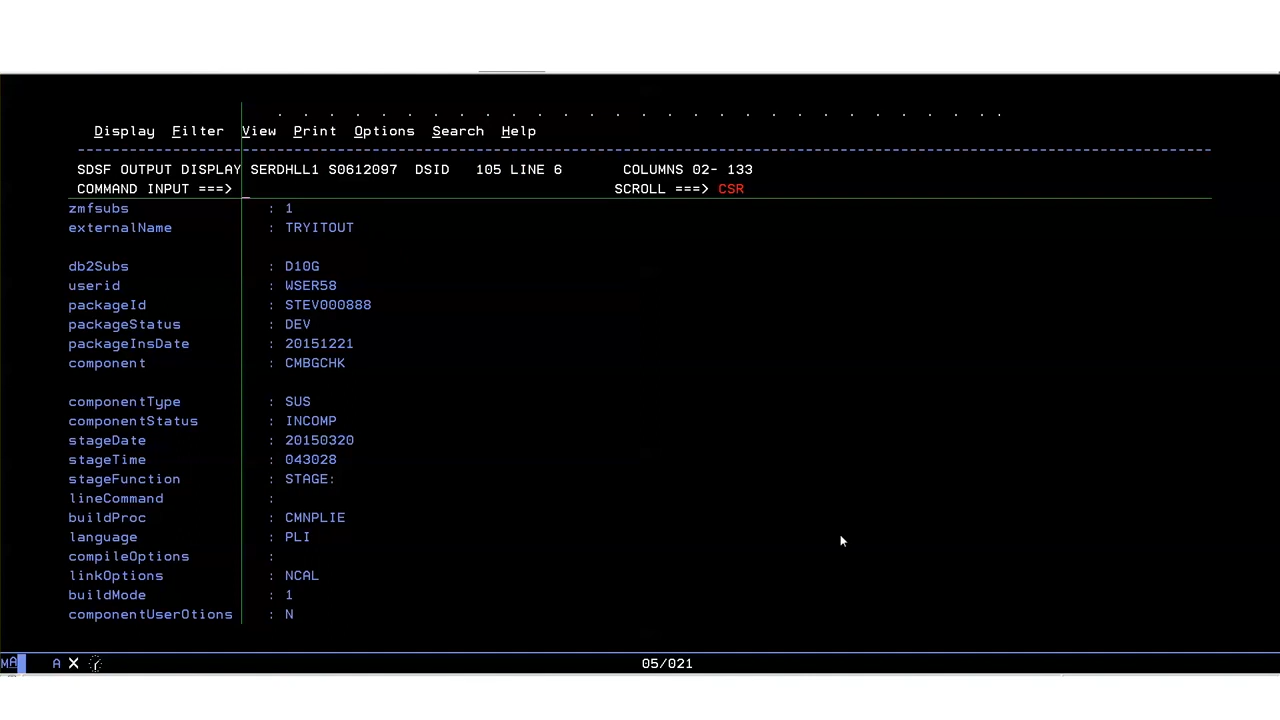 Display Filter View Print Options Search Help
SDSF OUTPUT DISPLAY SERDHLL1 S0612097 DSID 105 LINE 6 COLUMNS 02- 133
COMMAND INPUT ===> SCROLL ===> CSR
zmfsubs : 1
externalName : TRYITOUT
db2Subs : D10G
userid : WSER58
packageId : STEV000888
packageStatus : DEV
packageInsDate : 20151221
component : CMBGCHK
componentType : SUS
componentStatus : INCOMP
stageDate : 20150320
stageTime : 043028
stageFunction : STAGE:
lineCommand :
buildProc : CMNPLIE
language : PLI
compileOptions :
linkOptions : NCAL
buildMode : 1
componentUserOtions : N
MA A X 05/021